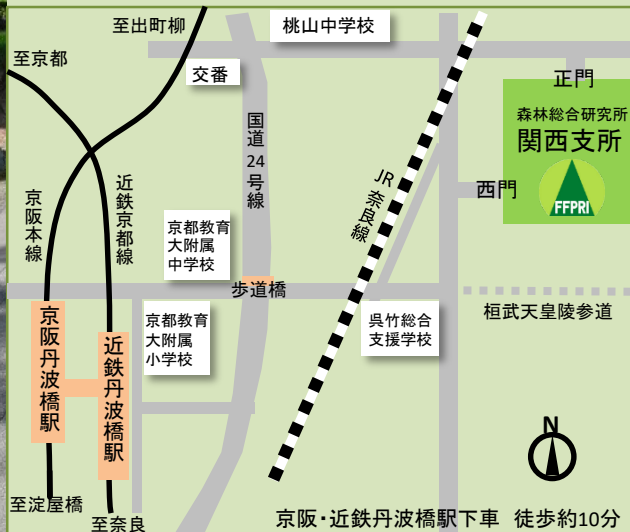 至出町柳
桃山中学校
至京都
交番
正門
森林総合研究所
関西支所
FFPRI
国道24号線
JR奈良線
西門
京阪本線
近鉄京都線
京都教育
大附属
中学校
歩道橋
京都教育
大附属
小学校
呉竹総合
支援学校
桓武天皇陵参道
京阪丹波橋駅
近鉄丹波橋駅
N
至淀屋橋
至奈良
京阪・近鉄丹波橋駅下車 徒歩約10分